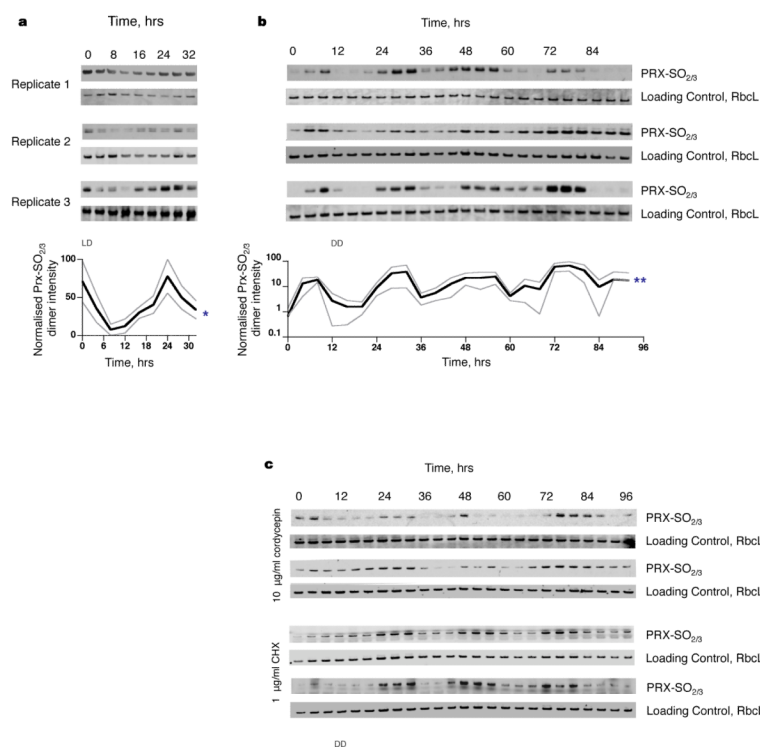 a Time, hrs
0 8 16 24 32
Replicate 1
Replicate 2
Replicate 3
LD
Normalised Prx-SO2/3
dimer intensity
100
50
0
0 6 12 18 24 30
Time, hrs
*
b Time, hrs
0 12 24 36 48 60 72 84
PRX-SO2/3
Loading Control, RbcL
PRX-SO2/3
Loading Control, RbcL
PRX-SO2/3
Loading Control, RbcL
DD
Normalised Prx-SO2/3
dimer intensity
100
10
1
0.1
0 12 24 36 48 60 72 84 96
Time, hrs
**
c
Time, hrs
0 12 24 36 48 60 72 84 96
10 µg/ml cordycepin
PRX-SO2/3
Loading Control, RbcL
PRX-SO2/3
Loading Control, RbcL
1 µg/ml CHX
PRX-SO2/3
Loading Control, RbcL
PRX-SO2/3
Loading Control, RbcL
DD